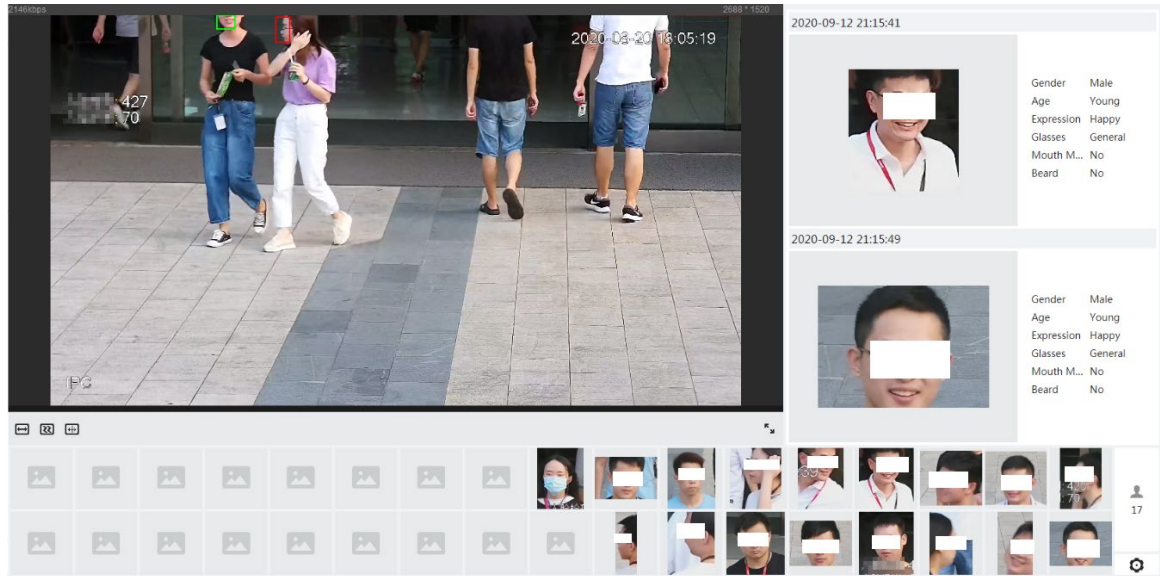 2146kbps
2688 * 1520
2020-03-20 18:05:19
427
70
IPC
2020-09-12 21:15:41
Gender Male
Age Young
Expression Happy
Glasses General
Mouth M... No
Beard No
2020-09-12 21:15:49
Gender Male
Age Young
Expression Happy
Glasses General
Mouth M... No
Beard No
17